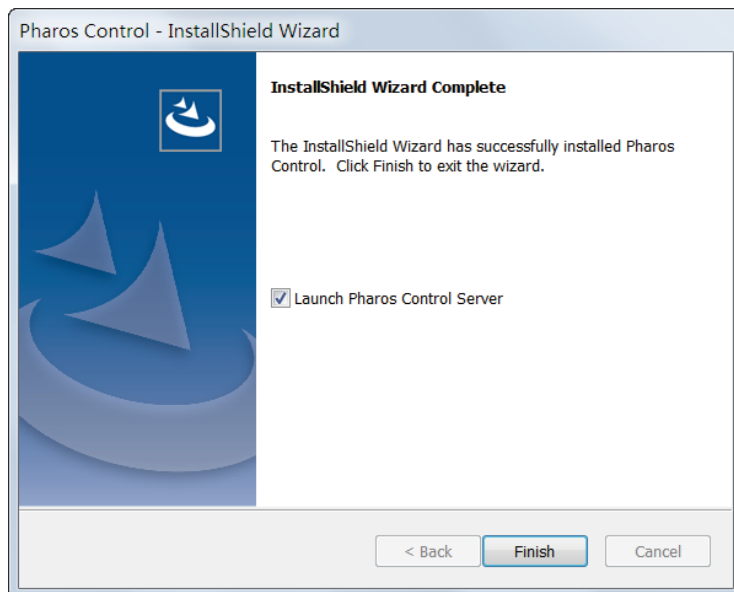 Pharos Control - InstallShield Wizard
InstallShield Wizard Complete
The InstallShield Wizard has successfully installed Pharos
Control. Click Finish to exit the wizard.
Launch Pharos Control Server
< Back
Finish
Cancel